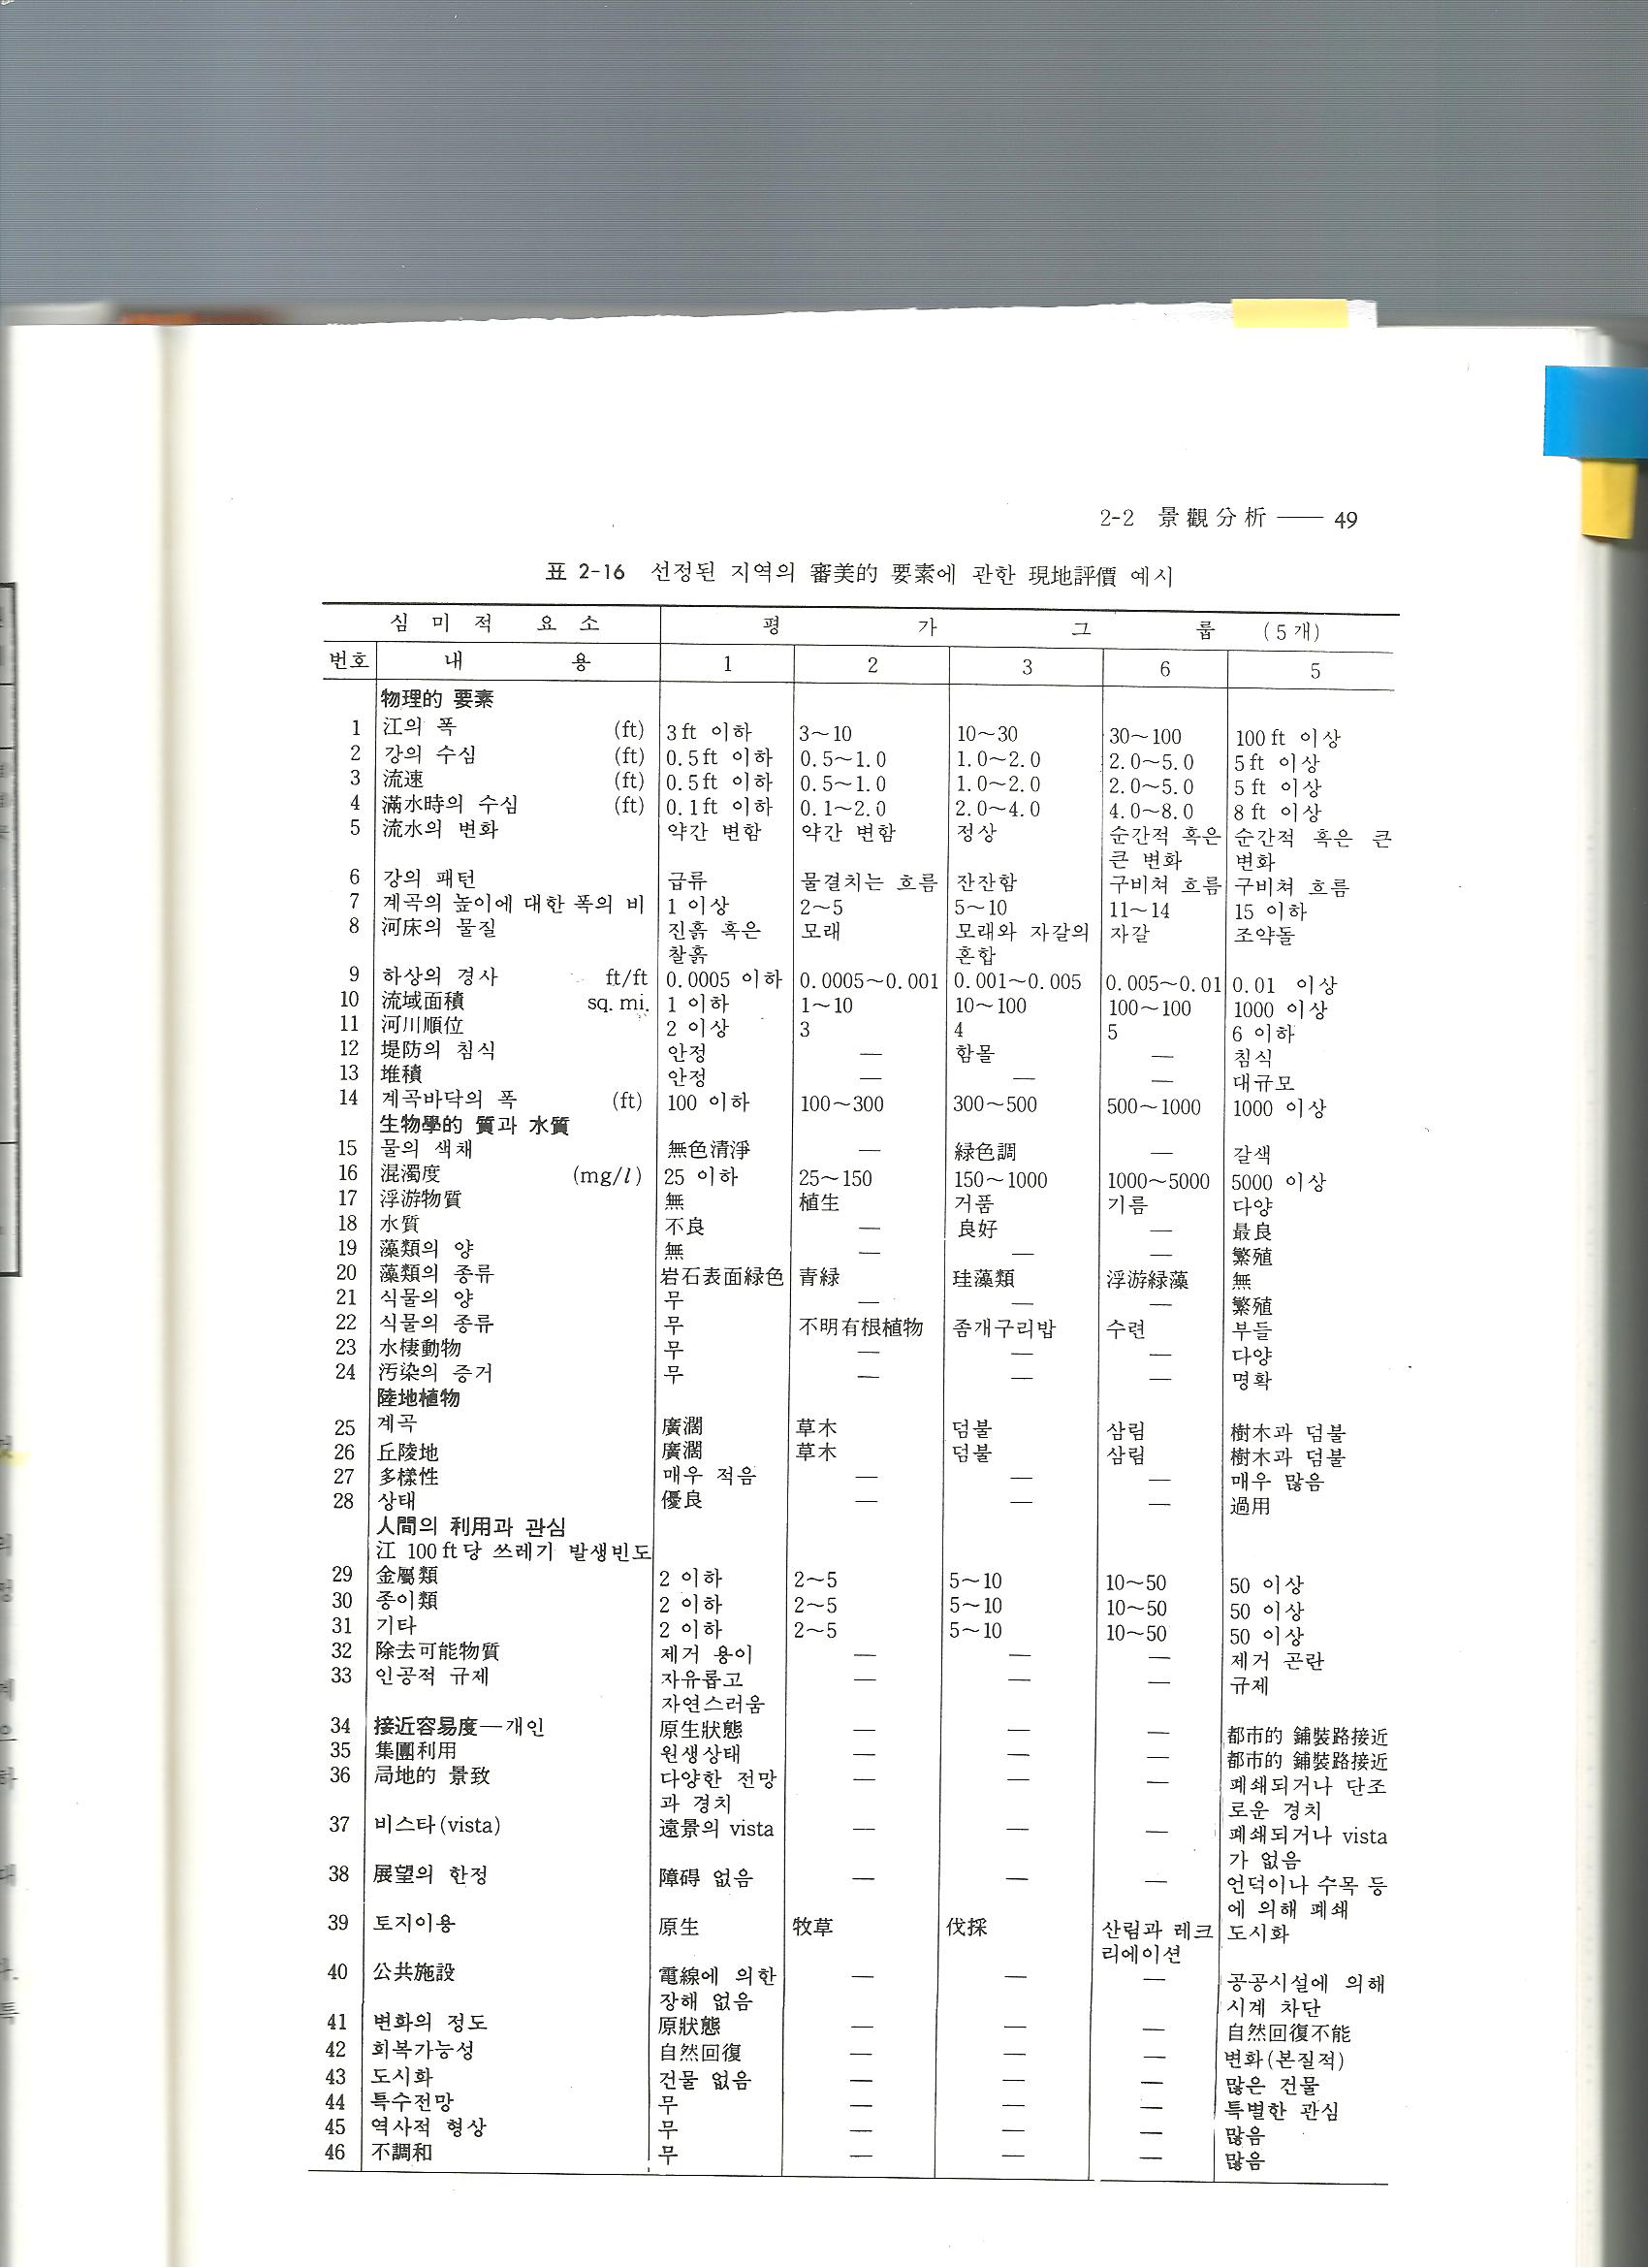 2-2 景觀分析 —— 49
표 2-16 선정된 지역의 審美的 要素에 관한 現地評價 예시
심 미 적 요 소 평 가 그 룹 (5개)
번호 내 용 1 2 3 6 5
物理的 要素
1 江의 폭 (ft) 3ft 이하 3~10 10~30 30~100 100ft 이상
2 강의 수심 (ft) 0.5ft 이하 0.5~1.0 1.0~2.0 2.0~5.0 5ft 이상
3 流速 (ft) 0.5ft 이하 0.5~1.0 1.0~2.0 2.0~5.0 5ft 이상
4 滿水時의 수심 (ft) 0.1ft 이하 0.1~2.0 2.0~4.0 4.0~8.0 8ft 이상
5 流水의 변화 약간 변함 약간 변함 정상 순간적 혹은 순간적 혹은 큰
큰 변화 변화
6 강의 패턴 급류 물결치는 흐름 잔잔함 구비쳐 흐름 구비쳐 흐름
7 계곡의 높이에 대한 폭의 비 1 이상 2~5 5~10 11~14 15 이하
8 河床의 물질 진흙 혹은 모래 모래와 자갈의 자갈 조약돌
찰흙 혼합
9 하상의 경사 ft/ft 0.0005 이하 0.0005~0.001 0.001~0.005 0.005~0.01 0.01 이상
10 流域面積 sq. mi. 1 이하 1~10 10~100 100~100 1000 이상
11 河川順位 2 이상 3 4 5 6 이하
12 堤防의 침식 안정 — 함몰 — 침식
13 堆積 안정 — — — 대규모
14 계곡바닥의 폭 (ft) 100 이하 100~300 300~500 500~1000 1000 이상
生物學的 質과 水質
15 물의 색채 無色清淨 — 緑色調 — 갈색
16 混濁度 (mg/l) 25 이하 25~150 150~1000 1000~5000 5000 이상
17 浮游物質 無 植生 거품 기름 다양
18 水質 不良 — 良好 — 最良
19 藻類의 양 無 — — — 繁殖
20 藻類의 종류 岩石表面緑色 青緑 珪藻類 浮游緑藻 無
21 식물의 양 무 — — — 繁殖
22 식물의 종류 무 不明有根植物 좀개구리밥 수련 부들
23 水棲動物 무 — — — 다양
24 汚染의 증거 무 — — — 명확
陸地植物
25 계곡 廣濶 草木 덤불 삼림 樹木과 덤불
26 丘陵地 廣濶 草木 덤불 삼림 樹木과 덤불
27 多樣性 매우 적음 — — — 매우 많음
28 상태 優良 — — — 過用
人間의 利用과 관심
江 100ft당 쓰레기 발생빈도
29 金屬類 2 이하 2~5 5~10 10~50 50 이상
30 종이類 2 이하 2~5 5~10 10~50 50 이상
31 기타 2 이하 2~5 5~10 10~50 50 이상
32 除去可能物質 제거 용이 — — — 제거 곤란
33 인공적 규제 자유롭고 — — — 규제
자연스러움
34 接近容易度—개인 原生狀態 — — — 都市的 鋪裝路接近
35 集團利用 원생상태 — — — 都市的 鋪裝路接近
36 局地的 景致 다양한 전망 — — — 폐쇄되거나 단조
과 경치 로운 경치
37 비스타(vista) 遠景의 vista — — — 폐쇄되거나 vista
가 없음
38 展望의 한정 障碍 없음 — — — 언덕이나 수목 등
에 의해 폐쇄
39 토지이용 原生 牧草 伐採 산림과 레크 도시화
리에이션
40 公共施設 電線에 의한 — — — 공공시설에 의해
장해 없음 시계 차단
41 변화의 정도 原狀態 — — — 自然回復不能
42 회복가능성 自然回復 — — — 변화(본질적)
43 도시화 건물 없음 — — — 많은 건물
44 특수전망 무 — — — 특별한 관심
45 역사적 형상 무 — — — 많음
46 不調和 무 — — — 많음